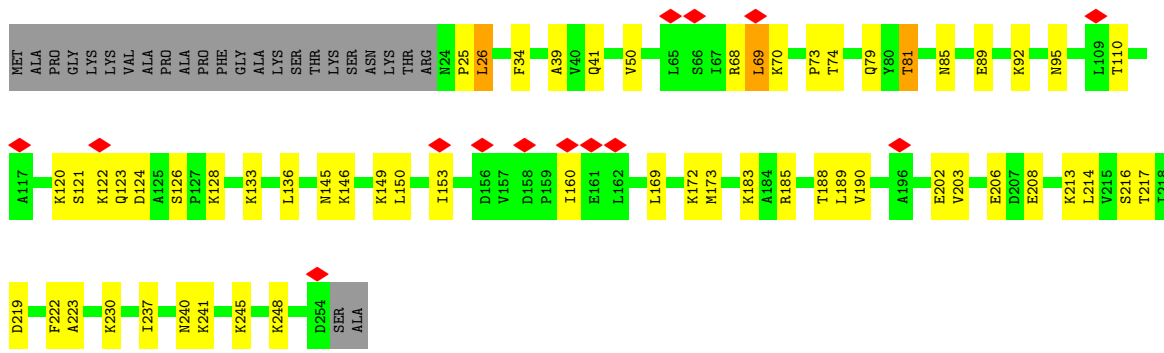 MET ALA PRO GLY LYS LYS VAL ALA PRO ALA PRO PHE GLY ALA LYS SER THR LYS SER ASN LYS THR ARG N24 P25 L26 F34 A39 V40 Q41 V50 L65 S66 I67 R68 L69 K70 P73 T74 Q79 Y80 T81 N85 E89 K92 N95 L109 T110
A117 K120 S121 K122 Q123 D124 A125 S126 P127 K128 K133 L136 N145 K146 K149 L150 I153 D156 V157 D158 P159 I160 E161 L162 L169 K172 M173 K183 A184 R185 T188 L189 V190 A196 E202 V203 E206 D207 E208 K213 L214 V215 S216 T217 I218
D219 F222 A223 K230 I237 N240 K241 K245 K248 D254 SER ALA